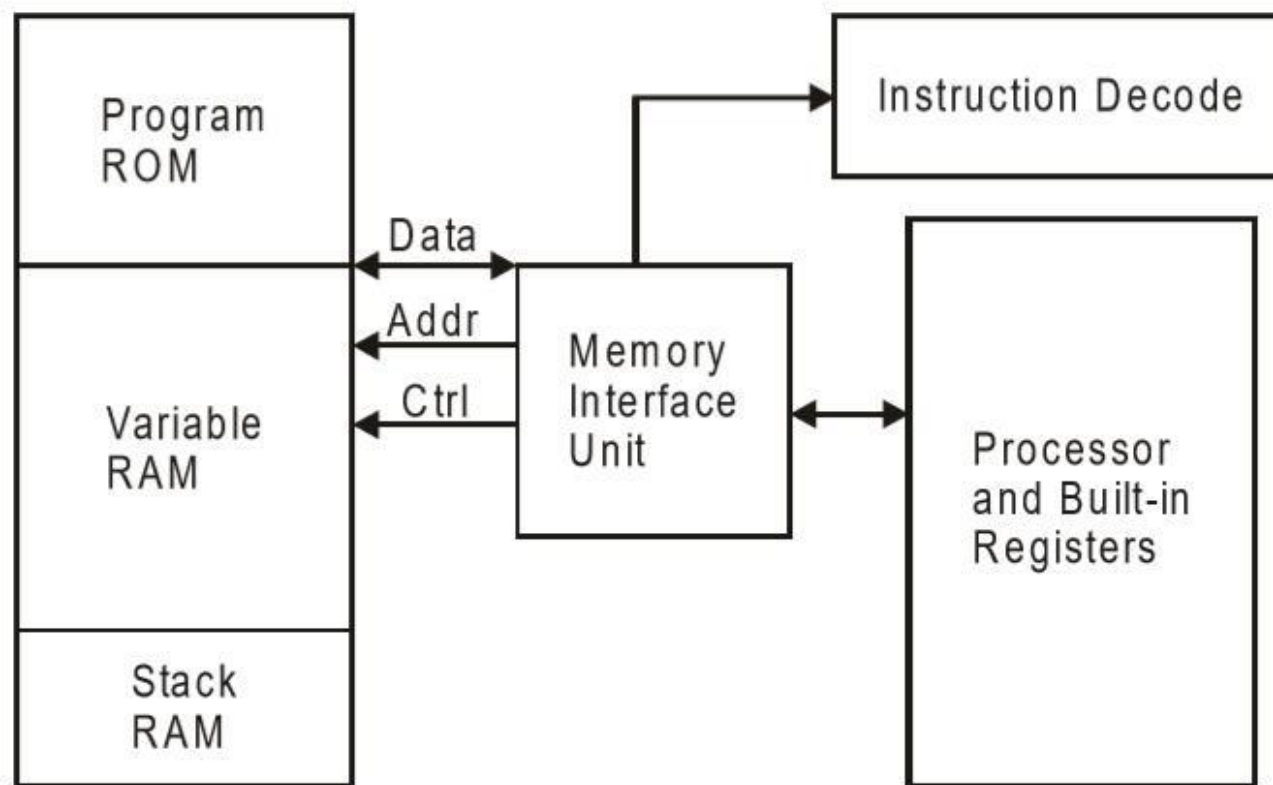 Program
ROM
Instruction Decode
Data
Addr
Ctrl
Variable
RAM
Memory
Interface
Unit
Processor
and Built-in
Registers
Stack
RAM